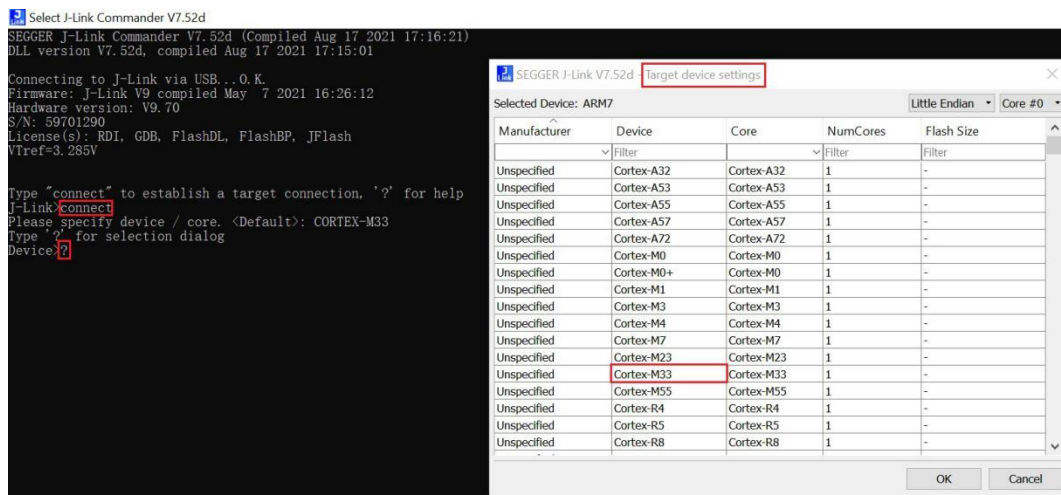 Select J-Link Commander V7.52d
SEGGER J-Link Commander V7.52d (Compiled Aug 17 2021 17:16:21)
DLL version V7.52d, compiled Aug 17 2021 17:15:01
Connecting to J-Link via USB...O.K.
Firmware: J-Link V9 compiled May  7 2021 16:26:12
Hardware version: V9.70
S/N: 59701290
License(s): RDI, GDB, FlashDL, FlashBP, JFlash
VTref=3.285V
Type "connect" to establish a target connection, '?' for help
J-Link>connect
Please specify device / core. <Default>: CORTEX-M33
Type '?' for selection dialog
Device>?
SEGGER J-Link V7.52d - Target device settings
Selected Device: ARM7 Little Endian Core #0
Manufacturer Device Core NumCores Flash Size
Filter Filter Filter
Unspecified Cortex-A32 Cortex-A32 1 -
Unspecified Cortex-A53 Cortex-A53 1 -
Unspecified Cortex-A55 Cortex-A55 1 -
Unspecified Cortex-A57 Cortex-A57 1 -
Unspecified Cortex-A72 Cortex-A72 1 -
Unspecified Cortex-M0 Cortex-M0 1 -
Unspecified Cortex-M0+ Cortex-M0 1 -
Unspecified Cortex-M1 Cortex-M1 1 -
Unspecified Cortex-M3 Cortex-M3 1 -
Unspecified Cortex-M4 Cortex-M4 1 -
Unspecified Cortex-M7 Cortex-M7 1 -
Unspecified Cortex-M23 Cortex-M23 1 -
Unspecified Cortex-M33 Cortex-M33 1 -
Unspecified Cortex-M55 Cortex-M55 1 -
Unspecified Cortex-R4 Cortex-R4 1 -
Unspecified Cortex-R5 Cortex-R5 1 -
Unspecified Cortex-R8 Cortex-R8 1 -
OK Cancel